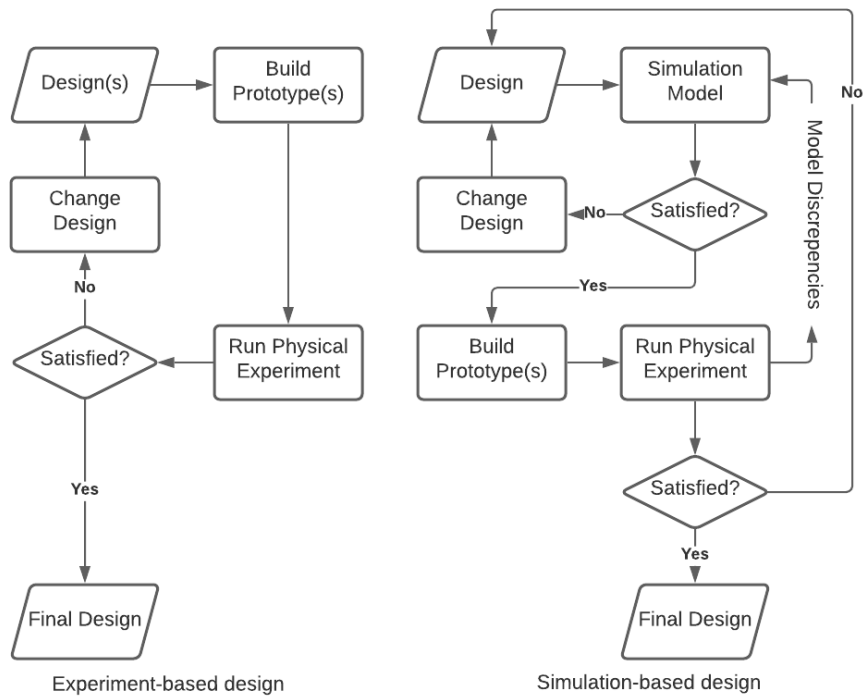 Design(s)
Build
Prototype(s)
Change
Design
No
Satisfied?
Run Physical
Experiment
Yes
Final Design
Experiment-based design
Design
Simulation
Model
No
Model Discrepencies
Change
Design
No
Satisfied?
Yes
Build
Prototype(s)
Run Physical
Experiment
Satisfied?
Yes
Final Design
Simulation-based design